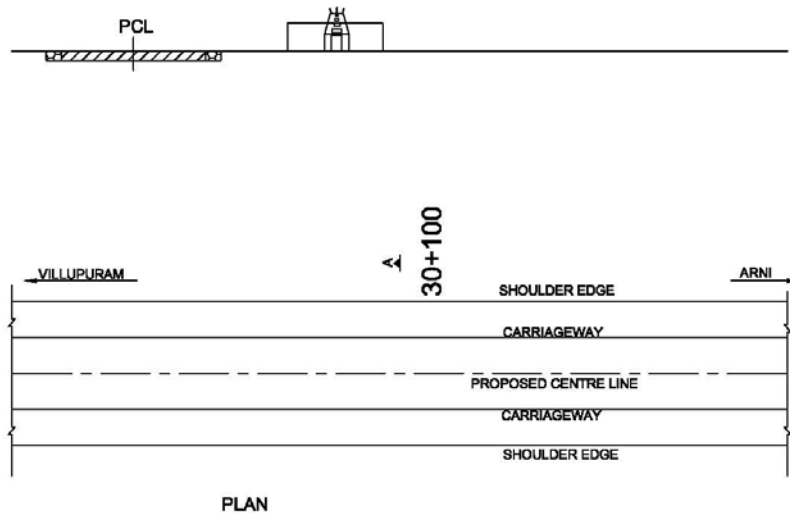 PCL
30+100
A
VILLUPURAM
ARNI
SHOULDER EDGE
CARRIAGEWAY
PROPOSED CENTRE LINE
CARRIAGEWAY
SHOULDER EDGE
PLAN